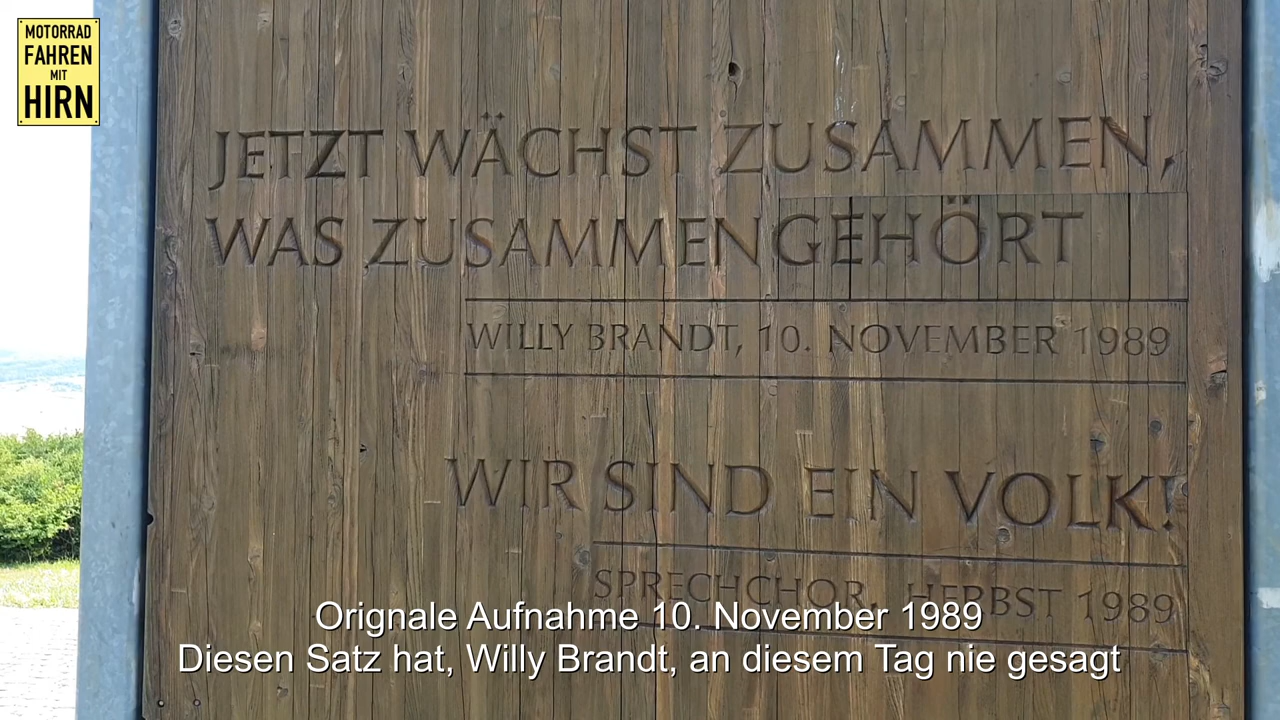 MOTORRAD
FAHREN
MIT
HIRN
JETZT WÄCHST ZUSAMMEN,
WAS ZUSAMMENGEHÖRT
WILLY BRANDT, 10. NOVEMBER 1989
WIR SIND EIN VOLK!
SPRECHCHOR, HERBST 1989
Orignale Aufnahme 10. November 1989
Diesen Satz hat, Willy Brandt, an diesem Tag nie gesagt